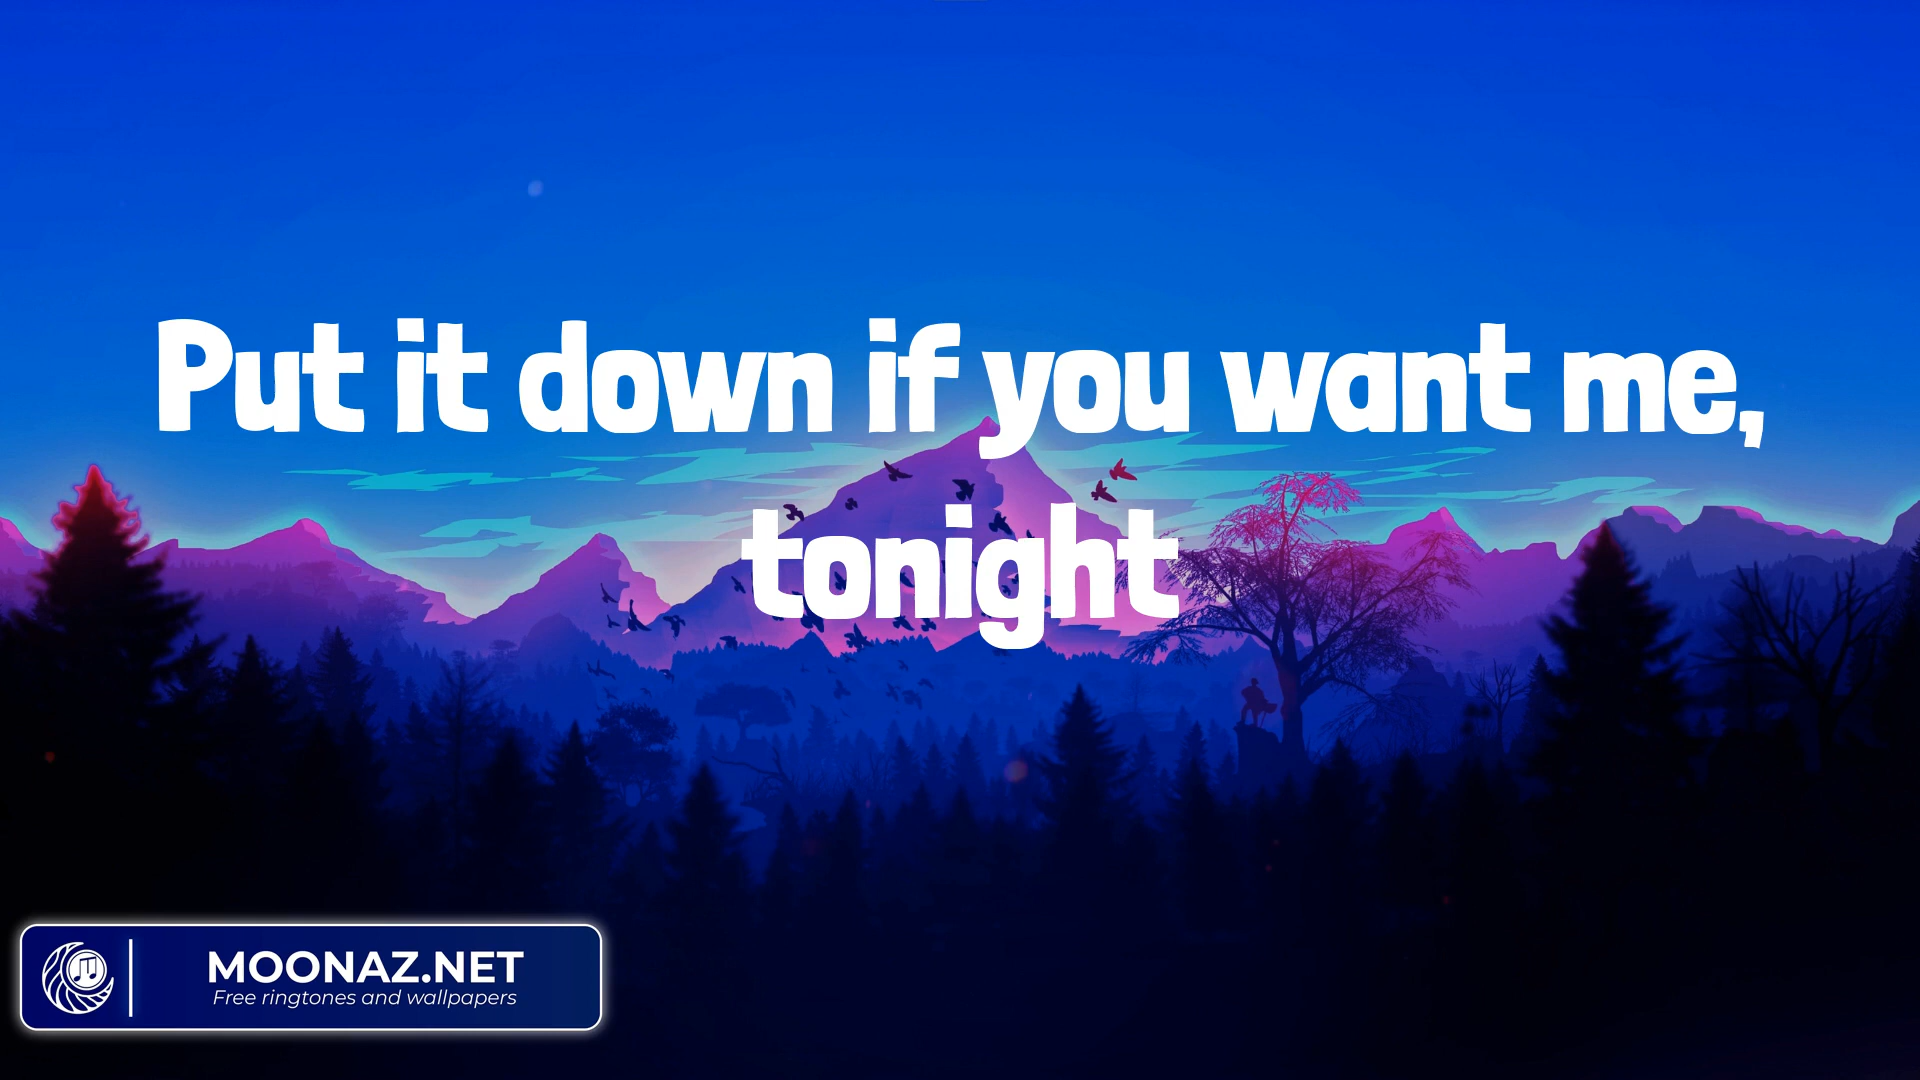 Put it down if you want me,
tonight
MOONAZ.NET
Free ringtones and wallpapers